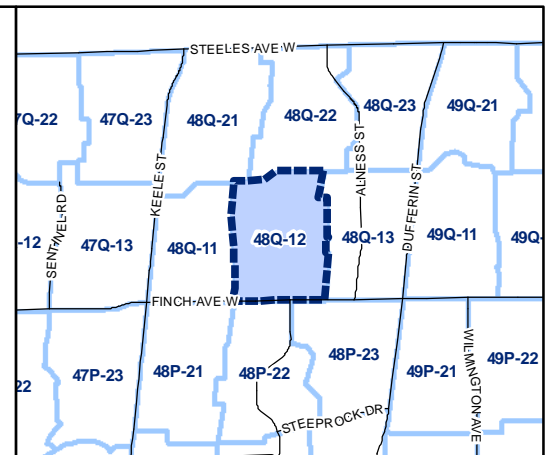 STEELES AVE W
7Q-22
47Q-23
48Q-21
48Q-22
48Q-23
49Q-21
KEELE ST
ALNESS ST
DUFFERIN ST
SENTINEL RD
-12
47Q-13
48Q-11
48Q-12
48Q-13
49Q-11
49Q-
FINCH AVE W
22
47P-23
48P-21
48P-22
48P-23
49P-21
49P-22
WILMINGTON AVE
STEEPROCK DR